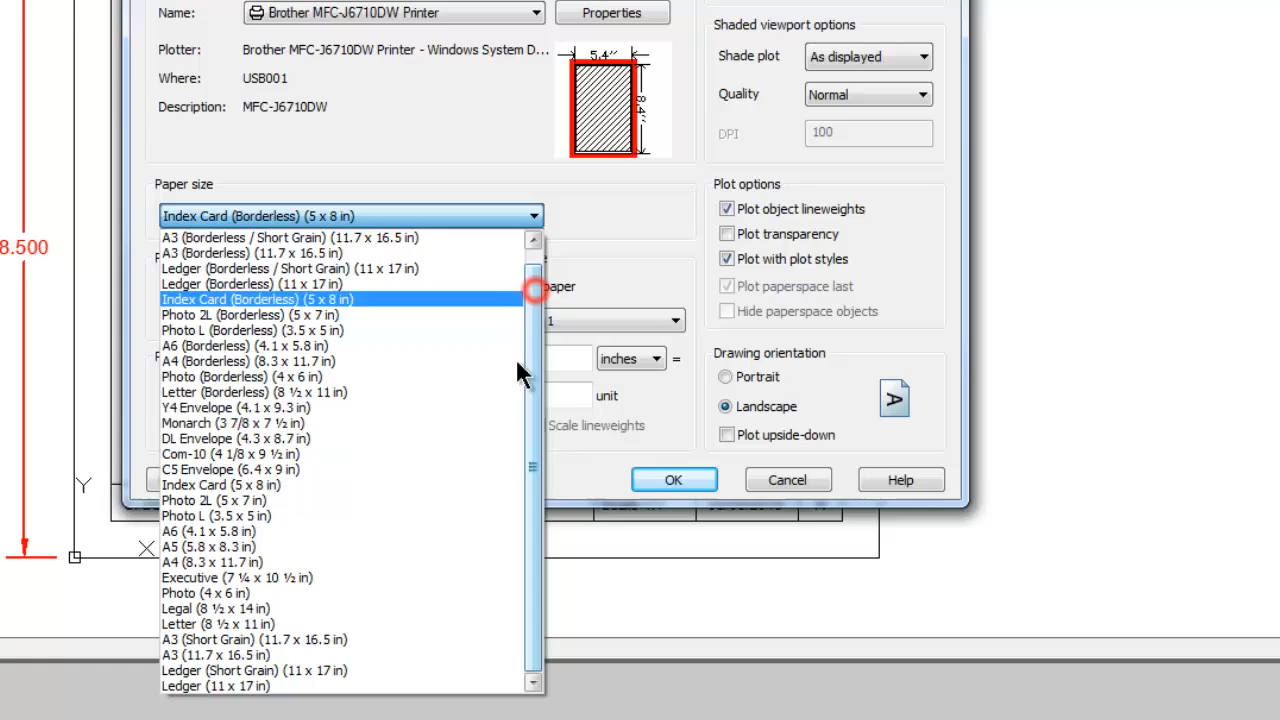 Name:
Brother MFC-J6710DW Printer
Properties
Plotter:
Brother MFC-J6710DW Printer - Windows System D...
Where:
USB001
Description:
MFC-J6710DW
5.4''
8.4''
Shaded viewport options
Shade plot
As displayed
Quality
Normal
DPI
100
Paper size
Index Card (Borderless) (5 x 8 in)
A3 (Borderless / Short Grain) (11.7 x 16.5 in)
A3 (Borderless) (11.7 x 16.5 in)
Ledger (Borderless / Short Grain) (11 x 17 in)
Ledger (Borderless) (11 x 17 in)
Index Card (Borderless) (5 x 8 in)
Photo 2L (Borderless) (5 x 7 in)
Photo L (Borderless) (3.5 x 5 in)
A6 (Borderless) (4.1 x 5.8 in)
A4 (Borderless) (8.3 x 11.7 in)
Photo (Borderless) (4 x 6 in)
Letter (Borderless) (8 ½ x 11 in)
Y4 Envelope (4.1 x 9.3 in)
Monarch (3 7/8 x 7 ½ in)
DL Envelope (4.3 x 8.7 in)
Com-10 (4 1/8 x 9 ½ in)
C5 Envelope (6.4 x 9 in)
Index Card (5 x 8 in)
Photo 2L (5 x 7 in)
Photo L (3.5 x 5 in)
A6 (4.1 x 5.8 in)
A5 (5.8 x 8.3 in)
A4 (8.3 x 11.7 in)
Executive (7 ¼ x 10 ½ in)
Photo (4 x 6 in)
Legal (8 ½ x 14 in)
Letter (8 ½ x 11 in)
A3 (Short Grain) (11.7 x 16.5 in)
A3 (11.7 x 16.5 in)
Ledger (Short Grain) (11 x 17 in)
Ledger (11 x 17 in)
paper
1
inches
=
unit
Scale lineweights
Plot options
Plot object lineweights
Plot transparency
Plot with plot styles
Plot paperspace last
Hide paperspace objects
Drawing orientation
Portrait
Landscape
A
Plot upside-down
OK
Cancel
Help
8.500
Y
X